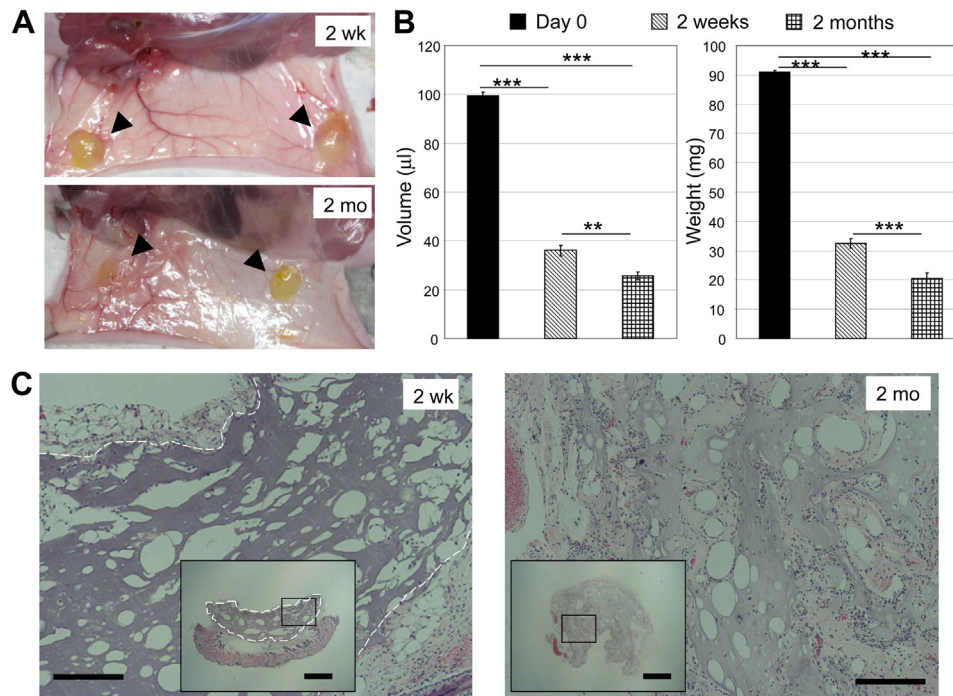 A
2 wk
2 mo
B
Day 0
2 weeks
2 months
Volume (µl)
120
100
80
60
40
20
0
***
***
**
Weight (mg)
100
90
80
70
60
50
40
30
20
10
0
***
***
***
C
2 wk
2 mo